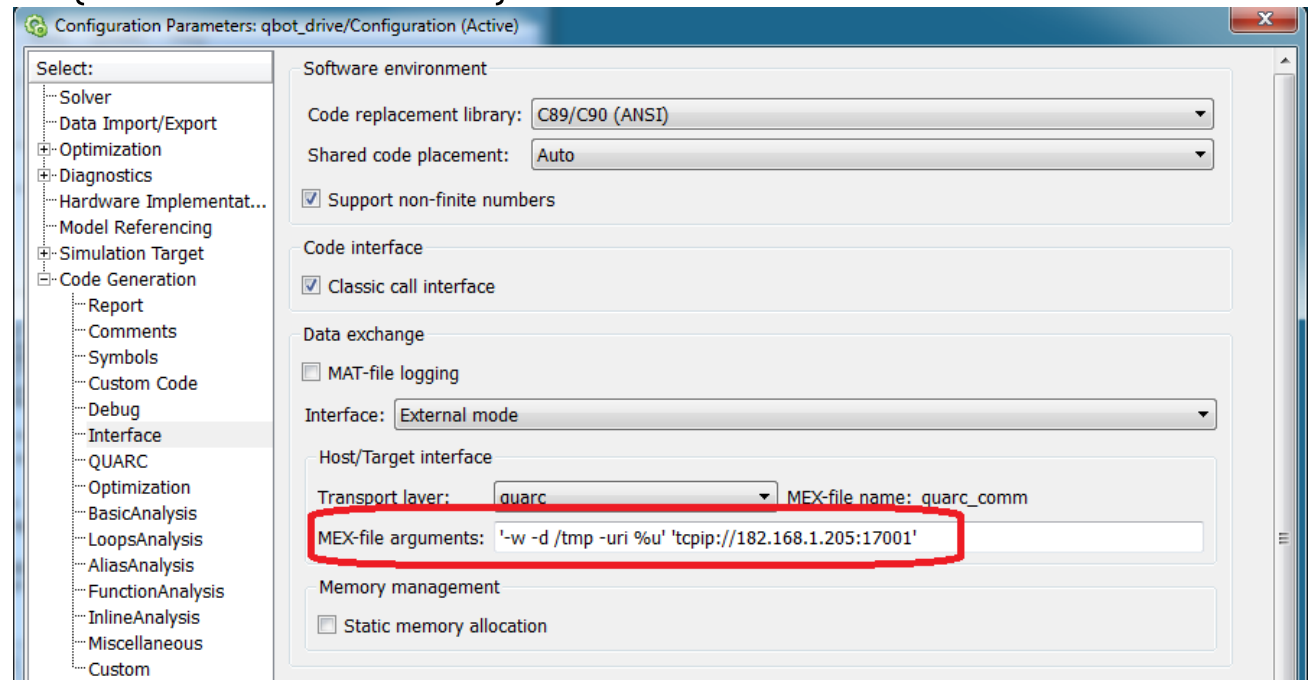 Configuration Parameters: qbot_drive/Configuration (Active)
Select:
Solver
Data Import/Export
Optimization
Diagnostics
Hardware Implementat...
Model Referencing
Simulation Target
Code Generation
Report
Comments
Symbols
Custom Code
Debug
Interface
QUARC
Optimization
BasicAnalysis
LoopsAnalysis
AliasAnalysis
FunctionAnalysis
InlineAnalysis
Miscellaneous
Custom
Software environment
Code replacement library: C89/C90 (ANSI)
Shared code placement: Auto
Support non-finite numbers
Code interface
Classic call interface
Data exchange
MAT-file logging
Interface: External mode
Host/Target interface
Transport layer: quarc MEX-file name: quarc_comm
MEX-file arguments: '-w -d /tmp -uri %u' 'tcpip://182.168.1.205:17001'
Memory management
Static memory allocation